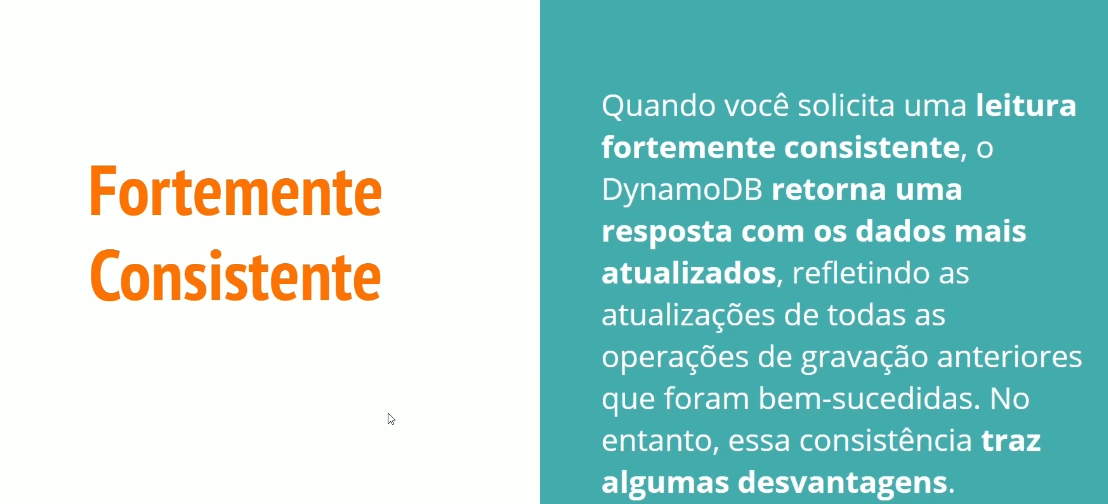 Fortemente
Consistente
Quando você solicita uma leitura
fortemente consistente, o
DynamoDB retorna uma
resposta com os dados mais
atualizados, refletindo as
atualizações de todas as
operações de gravação anteriores
que foram bem-sucedidas. No
entanto, essa consistência traz
algumas desvantagens.